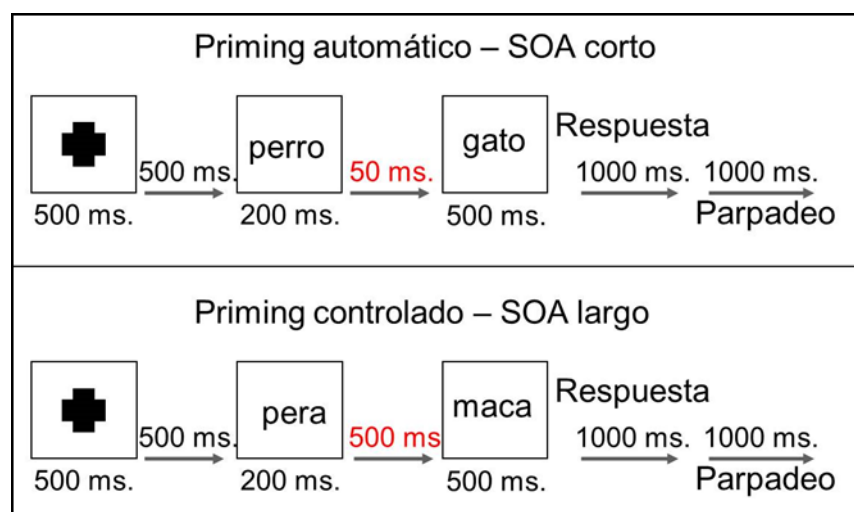 Priming automático – SOA corto
perro
gato
Respuesta
500 ms.
50 ms.
1000 ms.
1000 ms.
500 ms.
200 ms.
500 ms.
Parpadeo
Priming controlado – SOA largo
pera
maca
Respuesta
500 ms.
500 ms
1000 ms.
1000 ms.
500 ms.
200 ms.
500 ms.
Parpadeo